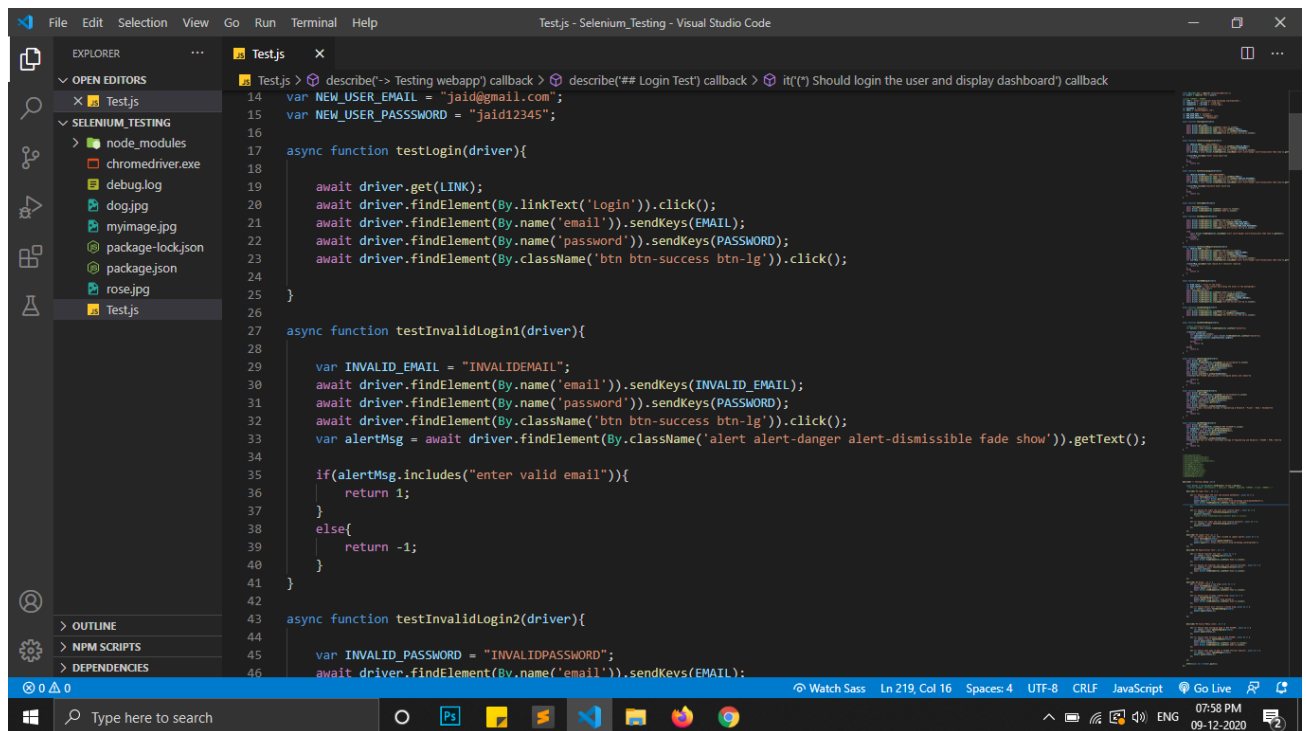 File Edit Selection View Go Run Terminal Help Test.js - Selenium_Testing - Visual Studio Code
EXPLORER
Test.js
OPEN EDITORS
Test.js
SELENIUM_TESTING
node_modules
chromedriver.exe
debug.log
dog.jpg
myimage.jpg
package-lock.json
package.json
rose.jpg
Test.js
OUTLINE
NPM SCRIPTS
DEPENDENCIES
Test.js > describe('-> Testing webapp') callback > describe('## Login Test') callback > it('(*) Should login the user and display dashboard') callback
14 var NEW_USER_EMAIL = "jaid@gmail.com";
15 var NEW_USER_PASSSWORD = "jaid12345";
16
17 async function testLogin(driver){
18
19 await driver.get(LINK);
20 await driver.findElement(By.linkText('Login')).click();
21 await driver.findElement(By.name('email')).sendKeys(EMAIL);
22 await driver.findElement(By.name('password')).sendKeys(PASSWORD);
23 await driver.findElement(By.className('btn btn-success btn-lg')).click();
24
25 }
26
27 async function testInvalidLogin1(driver){
28
29 var INVALID_EMAIL = "INVALIDEMAIL";
30 await driver.findElement(By.name('email')).sendKeys(INVALID_EMAIL);
31 await driver.findElement(By.name('password')).sendKeys(PASSWORD);
32 await driver.findElement(By.className('btn btn-success btn-lg')).click();
33 var alertMsg = await driver.findElement(By.className('alert alert-danger alert-dismissible fade show')).getText();
34
35 if(alertMsg.includes("enter valid email")){
36 return 1;
37 }
38 else{
39 return -1;
40 }
41 }
42
43 async function testInvalidLogin2(driver){
44
45 var INVALID_PASSWORD = "INVALIDPASSWORD";
46 await driver.findElement(By.name('email')).sendKeys(EMAIL);
0 0 Watch Sass Ln 219, Col 16 Spaces: 4 UTF-8 CRLF JavaScript Go Live
Type here to search Ps ENG 07:58 PM
09-12-2020 2